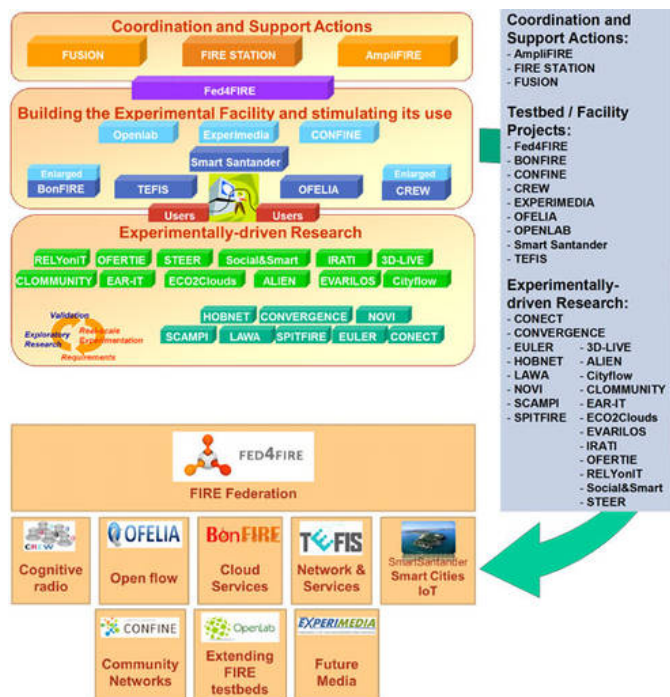 Coordination and Support Actions
FUSION
FIRE STATION
AmpliFIRE
Fed4FIRE
Building the Experimental Facility and stimulating its use
Openlab
Experimedia
CONFINE
Smart Santander
Enlarged
BonFIRE
TEFIS
OFELIA
Enlarged
CREW
Users
Users
Experimentally-driven Research
RELYonIT
OFERTIE
STEER
Social&Smart
IRATI
3D-LIVE
CLOMMUNITY
EAR-IT
ECO2Clouds
ALIEN
EVARILOS
Cityflow
HOBNET
CONVERGENCE
NOVI
SCAMPI
LAWA
SPITFIRE
EULER
CONECT
Validation
Exploratory
Research
Real-scale
Experimentation
Requirements
Coordination and
Support Actions:
- AmpliFIRE
- FIRE STATION
- FUSION
Testbed / Facility
Projects:
- Fed4FIRE
- BONFIRE
- CONFINE
- CREW
- EXPERIMEDIA
- OFELIA
- OPENLAB
- Smart Santander
- TEFIS
Experimentally-
driven Research:
- CONECT
- CONVERGENCE
- EULER
- HOBNET
- LAWA
- NOVI
- SCAMPI
- SPITFIRE
- 3D-LIVE
- ALIEN
- Cityflow
- CLOMMUNITY
- EAR-IT
- ECO2Clouds
- EVARILOS
- IRATI
- OFERTIE
- RELYonIT
- Social&Smart
- STEER
FED4FIRE
FIRE Federation
CREW
Cognitive
radio
OFELIA
Open flow
BonFIRE
Cloud
Services
TEFIS
Network &
Services
SmartSantander
Smart Cities
IoT
CONFINE
Community
Networks
OpenLab
Extending
FIRE
testbeds
EXPERIMEDIA
Future
Media